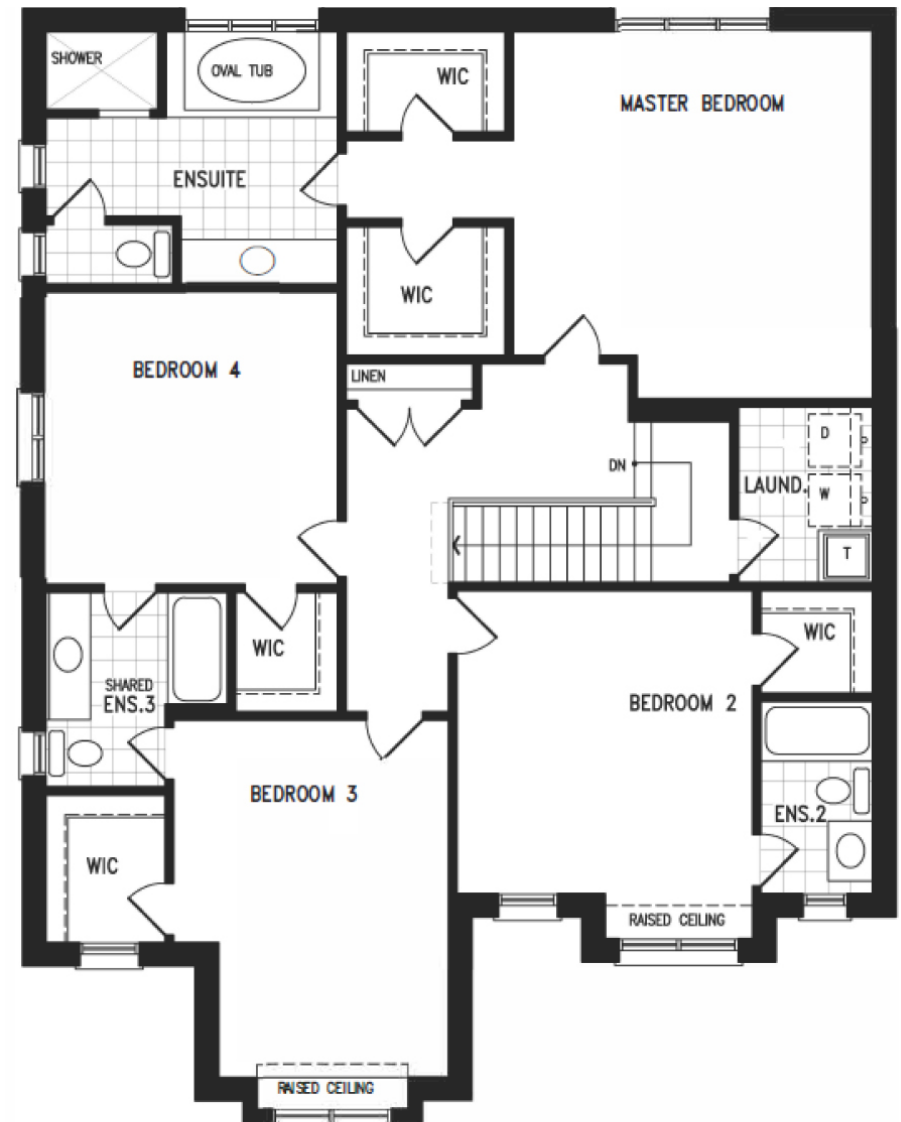 SHOWER
OVAL TUB
WIC
MASTER BEDROOM
ENSUITE
WIC
BEDROOM 4
LINEN
D
DN
LAUND.
W
T
WIC
WIC
SHARED
ENS.3
BEDROOM 2
BEDROOM 3
ENS.2
WIC
RAISED CEILING
RAISED CEILING